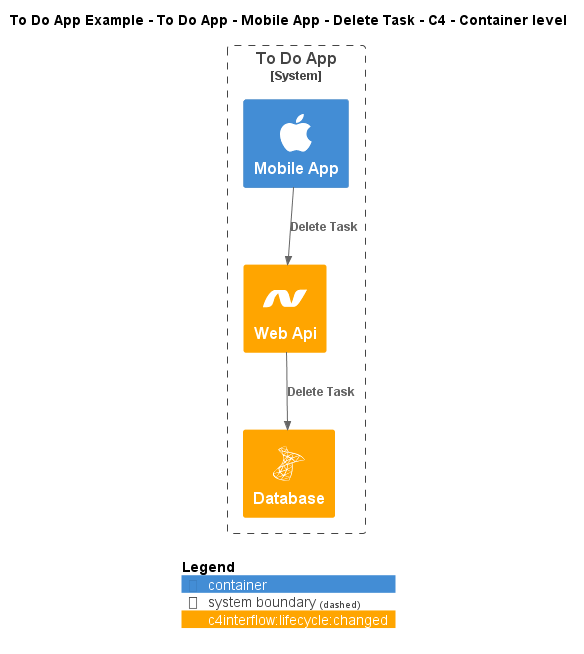 To Do App Example - To Do App - Mobile App - Delete Task - C4 - Container level
To Do App
[System]
Mobile App
Delete Task
Web Api
Delete Task
Database
Legend
container
system boundary (dashed)
c4interflow:lifecycle:changed